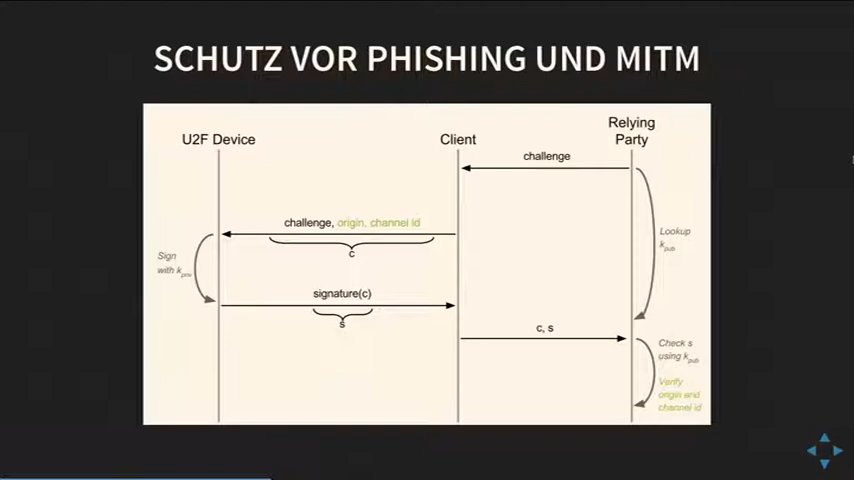 SCHUTZ VOR PHISHING UND MITM
U2F Device
Client
Relying
Party
challenge
challenge, origin, channel id
c
Lookup
k_pub
Sign
with k_priv
signature(c)
s
c, s
Check s
using k_pub
Verify
origin and
channel id